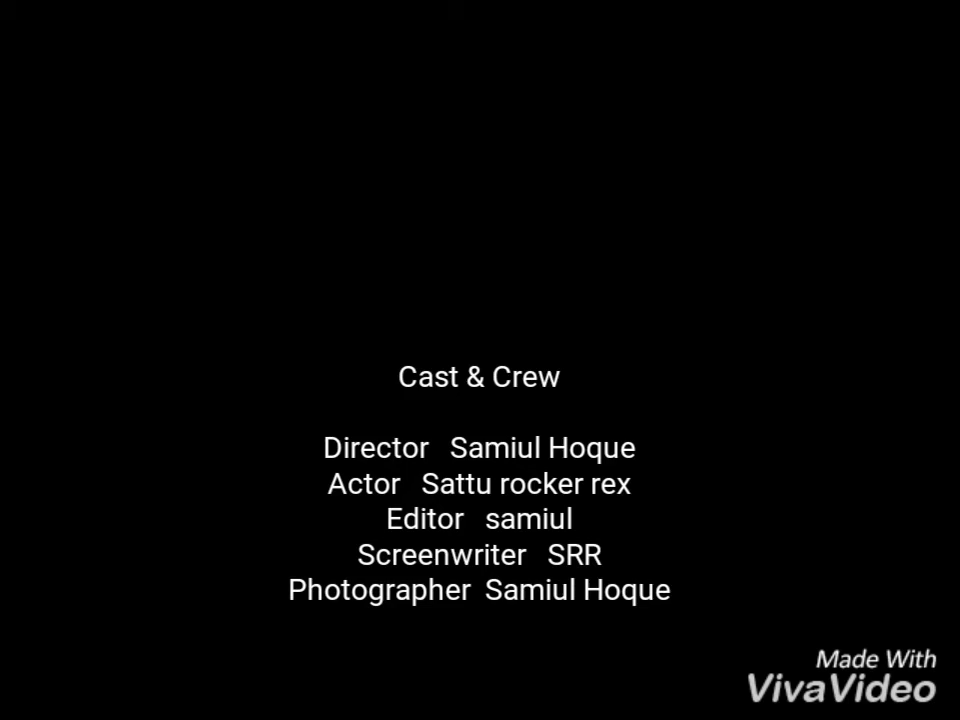 Cast & Crew
Director Samiul Hoque
Actor Sattu rocker rex
Editor samiul
Screenwriter SRR
Photographer Samiul Hoque
Made With
VivaVideo